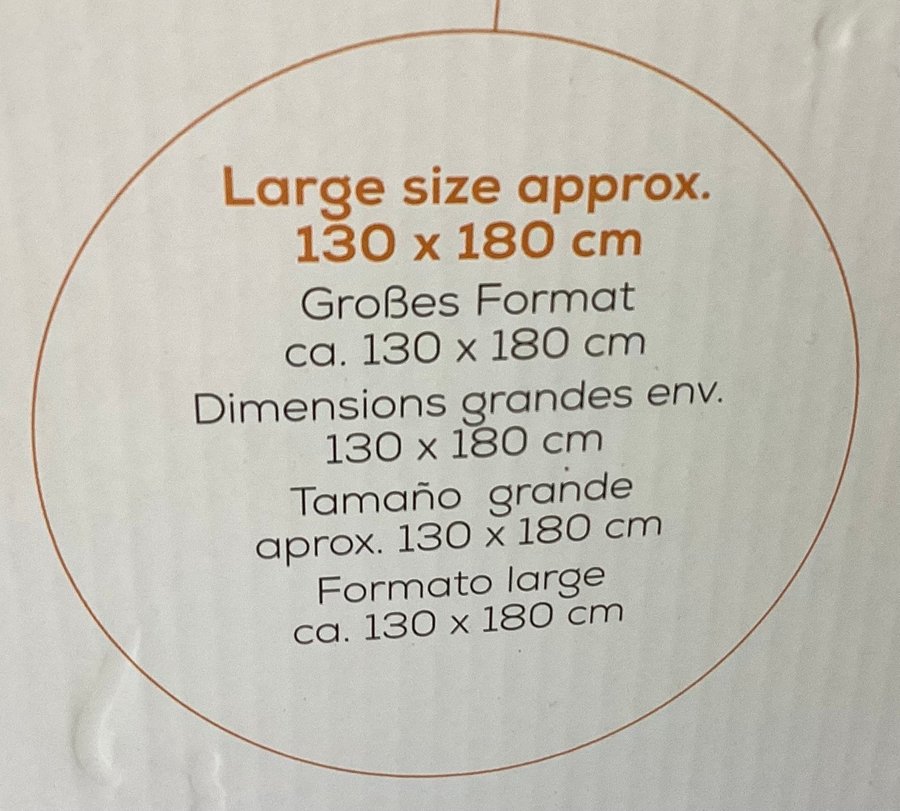 Large size approx.
130 x 180 cm
Großes Format
ca. 130 x 180 cm
Dimensions grandes env.
130 x 180 cm
Tamaño grande
aprox. 130 x 180 cm
Formato large
ca. 130 x 180 cm